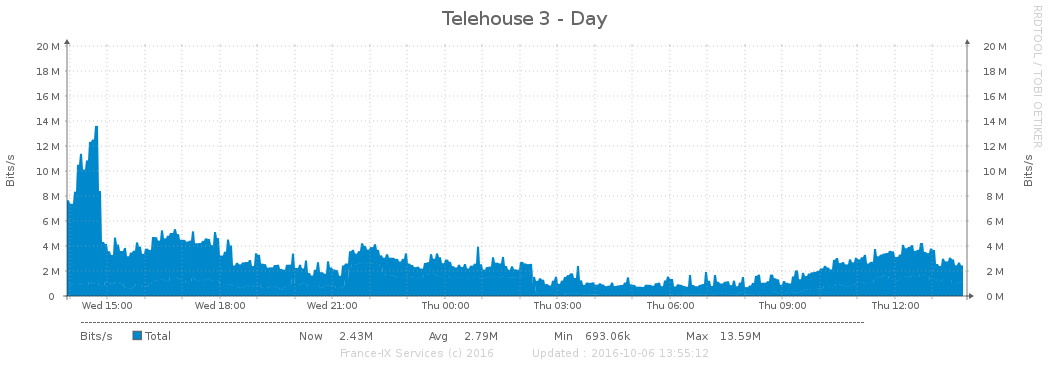 Telehouse 3 - Day
RRDTOOL / TOBI OETIKER
Bits/s
20 M 20 M
18 M 18 M
16 M 16 M
14 M 14 M
12 M 12 M
10 M 10 M
8 M 8 M
6 M 6 M
4 M 4 M
2 M 2 M
0 0 M
Bits/s
Wed 15:00 Wed 18:00 Wed 21:00 Thu 00:00 Thu 03:00 Thu 06:00 Thu 09:00 Thu 12:00
Bits/s Total Now 2.43M Avg 2.79M Min 693.06k Max 13.59M
France-IX Services (c) 2016 Updated : 2016-10-06 13:55:12